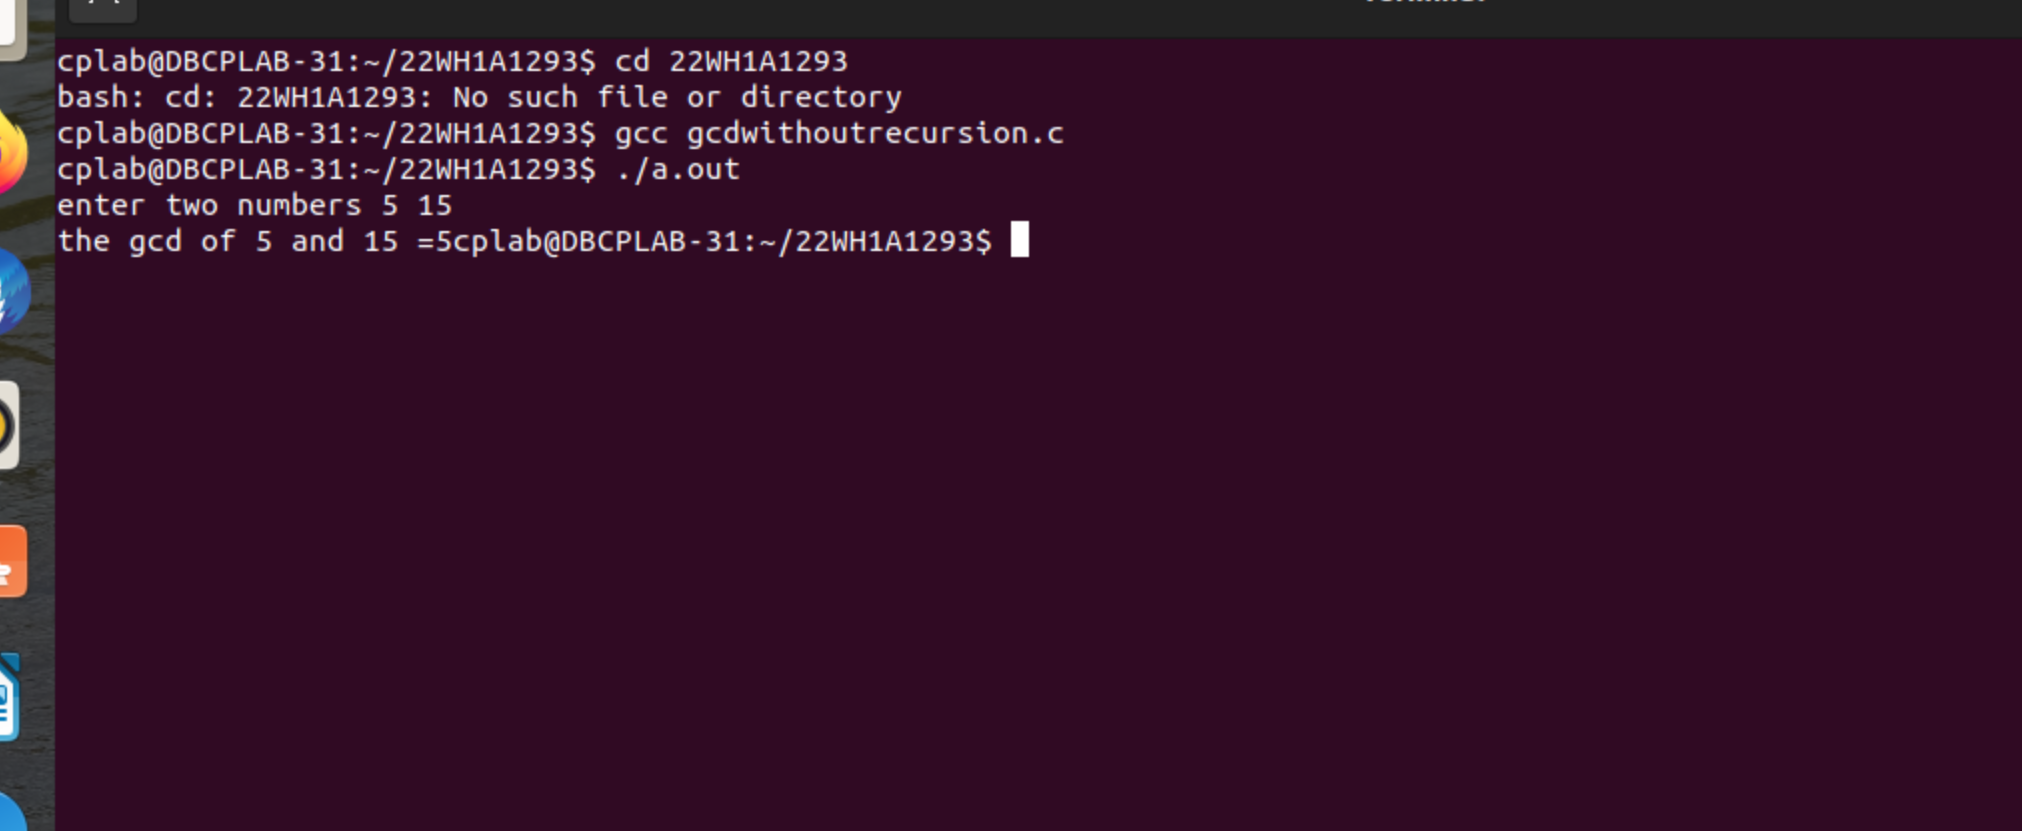 cplab@DBCPLAB-31:~/22WH1A1293$ cd 22WH1A1293
bash: cd: 22WH1A1293: No such file or directory
cplab@DBCPLAB-31:~/22WH1A1293$ gcc gcdwithoutrecursion.c
cplab@DBCPLAB-31:~/22WH1A1293$ ./a.out
enter two numbers 5 15
the gcd of 5 and 15 =5cplab@DBCPLAB-31:~/22WH1A1293$